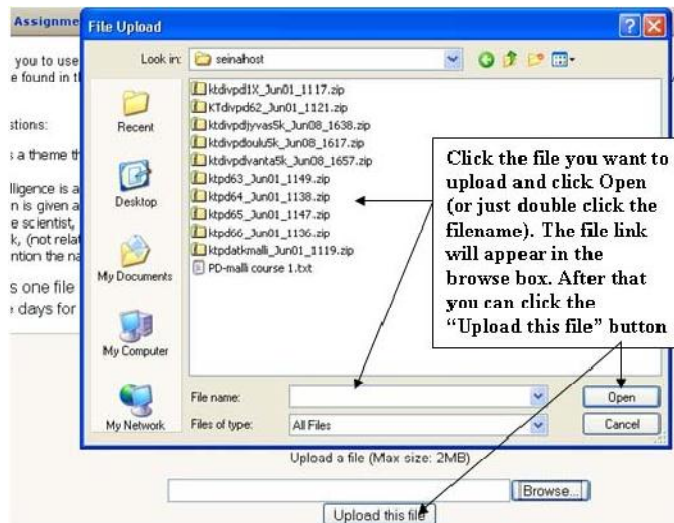 Assignme
File Upload
you to use
e found in th
stions:
s a theme th
lligence is a
n is given a
e scientist,
k, (not relat
ntion the na
s one file
days for
Look in:
seinalhost
Recent
Desktop
My Documents
My Computer
My Network
ktdivpd1X_Jun01_1117.zip
KTdivpd62_Jun01_1121.zip
ktdivpdjyvas5k_Jun08_1638.zip
ktdivpdoulu5k_Jun08_1617.zip
ktdivpdvanta5k_Jun08_1657.zip
ktpd63_Jun01_1149.zip
ktpd64_Jun01_1138.zip
ktpd65_Jun01_1147.zip
ktpd66_Jun01_1136.zip
ktpdatkmalli_Jun01_1119.zip
PD-malli course 1.txt
Click the file you want to
upload and click Open
(or just double click the
filename). The file link
will appear in the
browse box. After that
you can click the
“Upload this file” button
File name:
Open
Files of type:
All Files
Cancel
Upload a file (Max size: 2MB)
Browse...
Upload this file